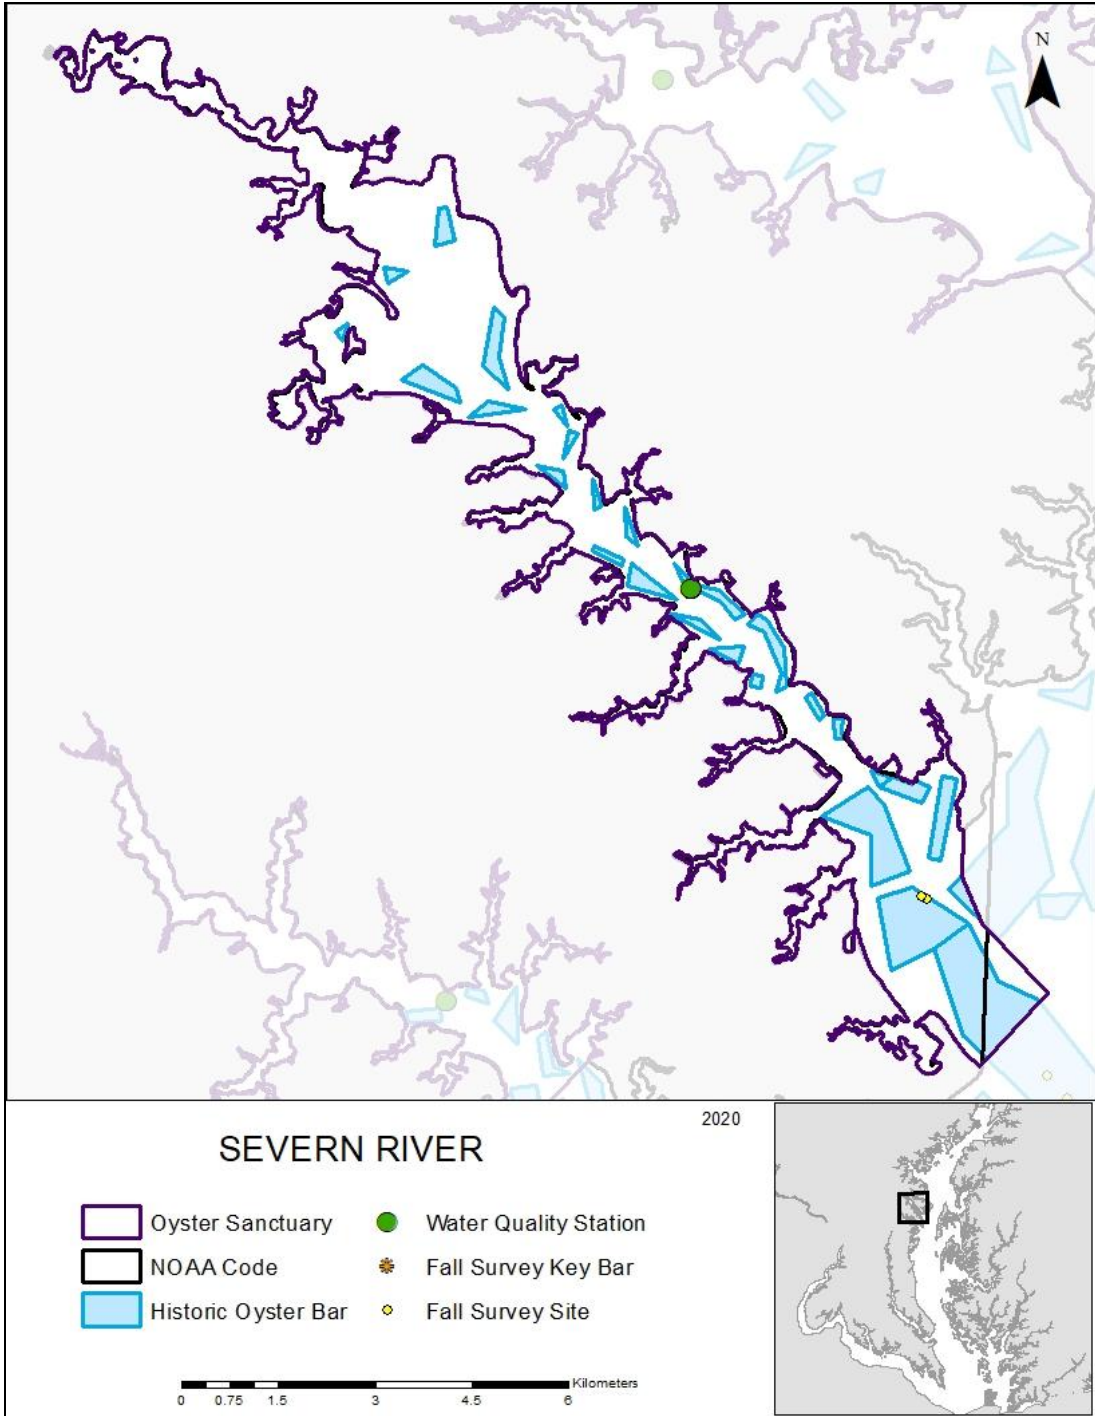 N
2020
SEVERN RIVER
Oyster Sanctuary
Water Quality Station
NOAA Code
Fall Survey Key Bar
Historic Oyster Bar
Fall Survey Site
Kilometers
0 0.75 1.5 3 4.5 6